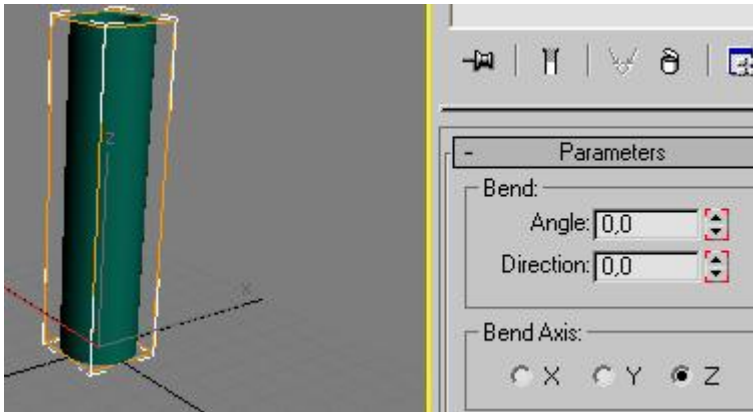 z
x
- Parameters
Bend:
Angle: 0,0
Direction: 0,0
Bend Axis:
X Y Z